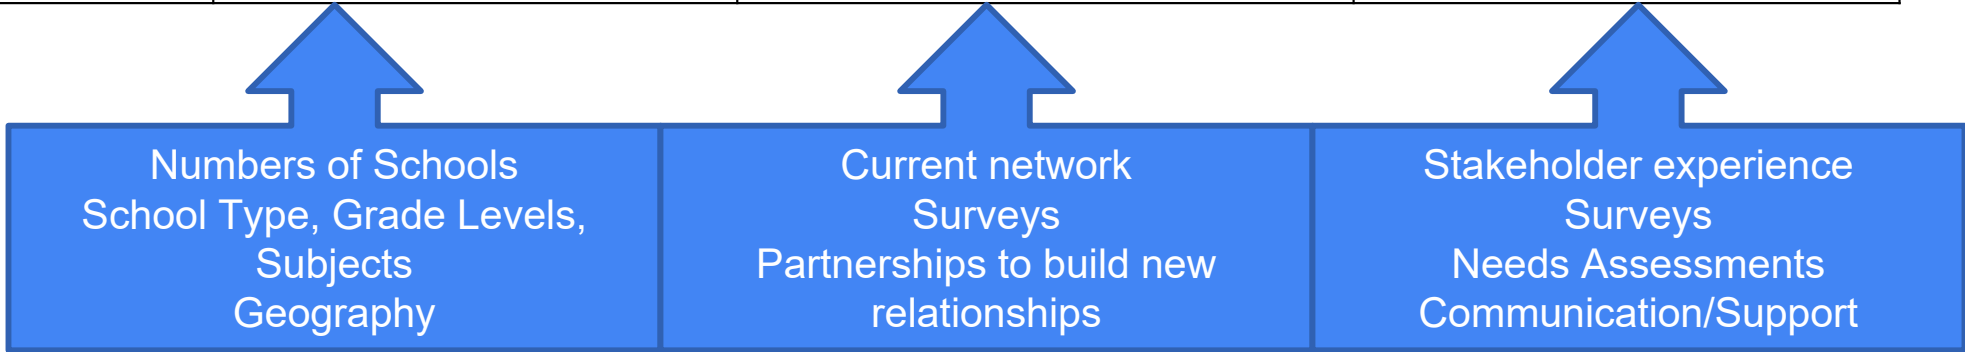 Numbers of Schools
School Type, Grade Levels,
Subjects
Geography
Current network
Surveys
Partnerships to build new
relationships
Stakeholder experience
Surveys
Needs Assessments
Communication/Support